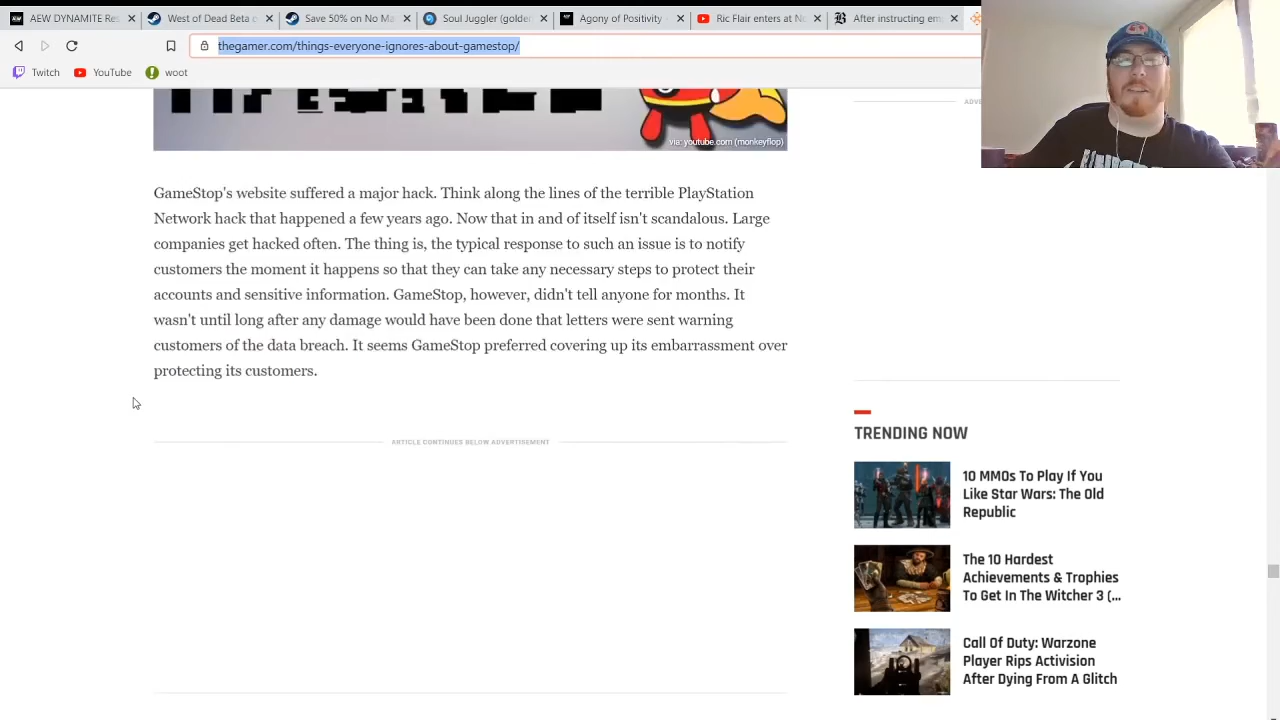 AEW DYNAMITE Res
West of Dead Beta o
SAVE 50% on No Ma
Soul Juggler (golden
Agony of Positivity
Ric Flair enters at No
After instructing em
thegamer.com/things-everyone-ignores-about-gamestop/
Twitch
YouTube
woot
via: youtube.com (monkeyflop)
GameStop's website suffered a major hack. Think along the lines of the terrible PlayStation
Network hack that happened a few years ago. Now that in and of itself isn't scandalous. Large
companies get hacked often. The thing is, the typical response to such an issue is to notify
customers the moment it happens so that they can take any necessary steps to protect their
accounts and sensitive information. GameStop, however, didn't tell anyone for months. It
wasn't until long after any damage would have been done that letters were sent warning
customers of the data breach. It seems GameStop preferred covering up its embarrassment over
protecting its customers.
ARTICLE CONTINUES BELOW ADVERTISEMENT
ADVE
TRENDING NOW
10 MMOs To Play If You
Like Star Wars: The Old
Republic
The 10 Hardest
Achievements & Trophies
To Get In The Witcher 3 (...
Call Of Duty: Warzone
Player Rips Activision
After Dying From A Glitch